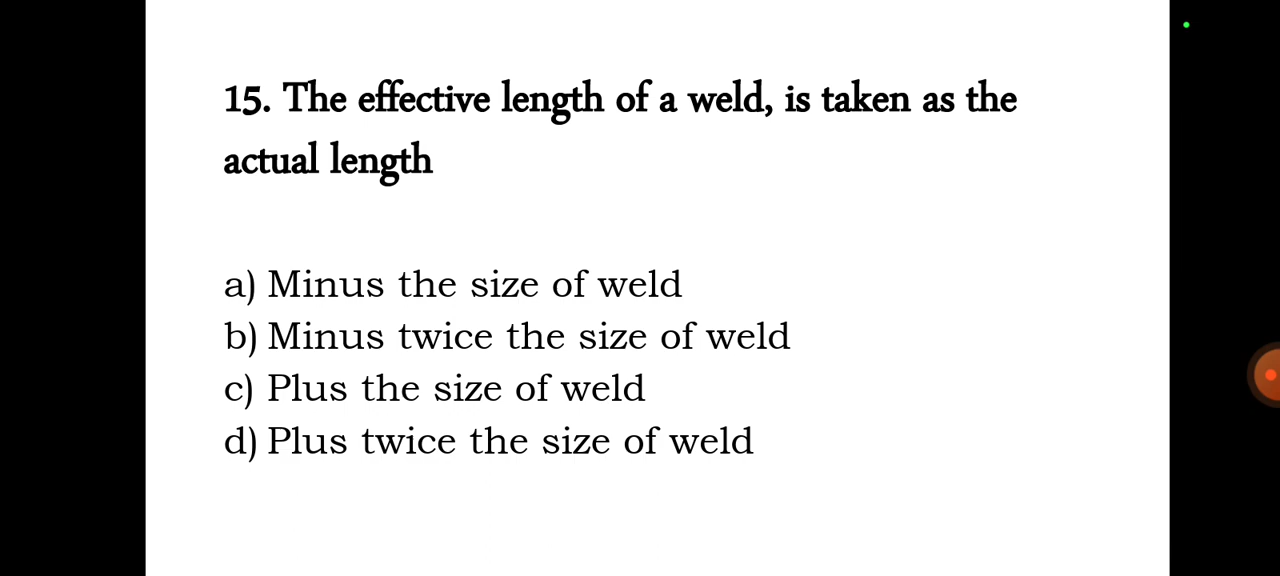 15. The effective length of a weld, is taken as the
actual length
a) Minus the size of weld
b) Minus twice the size of weld
c) Plus the size of weld
d) Plus twice the size of weld